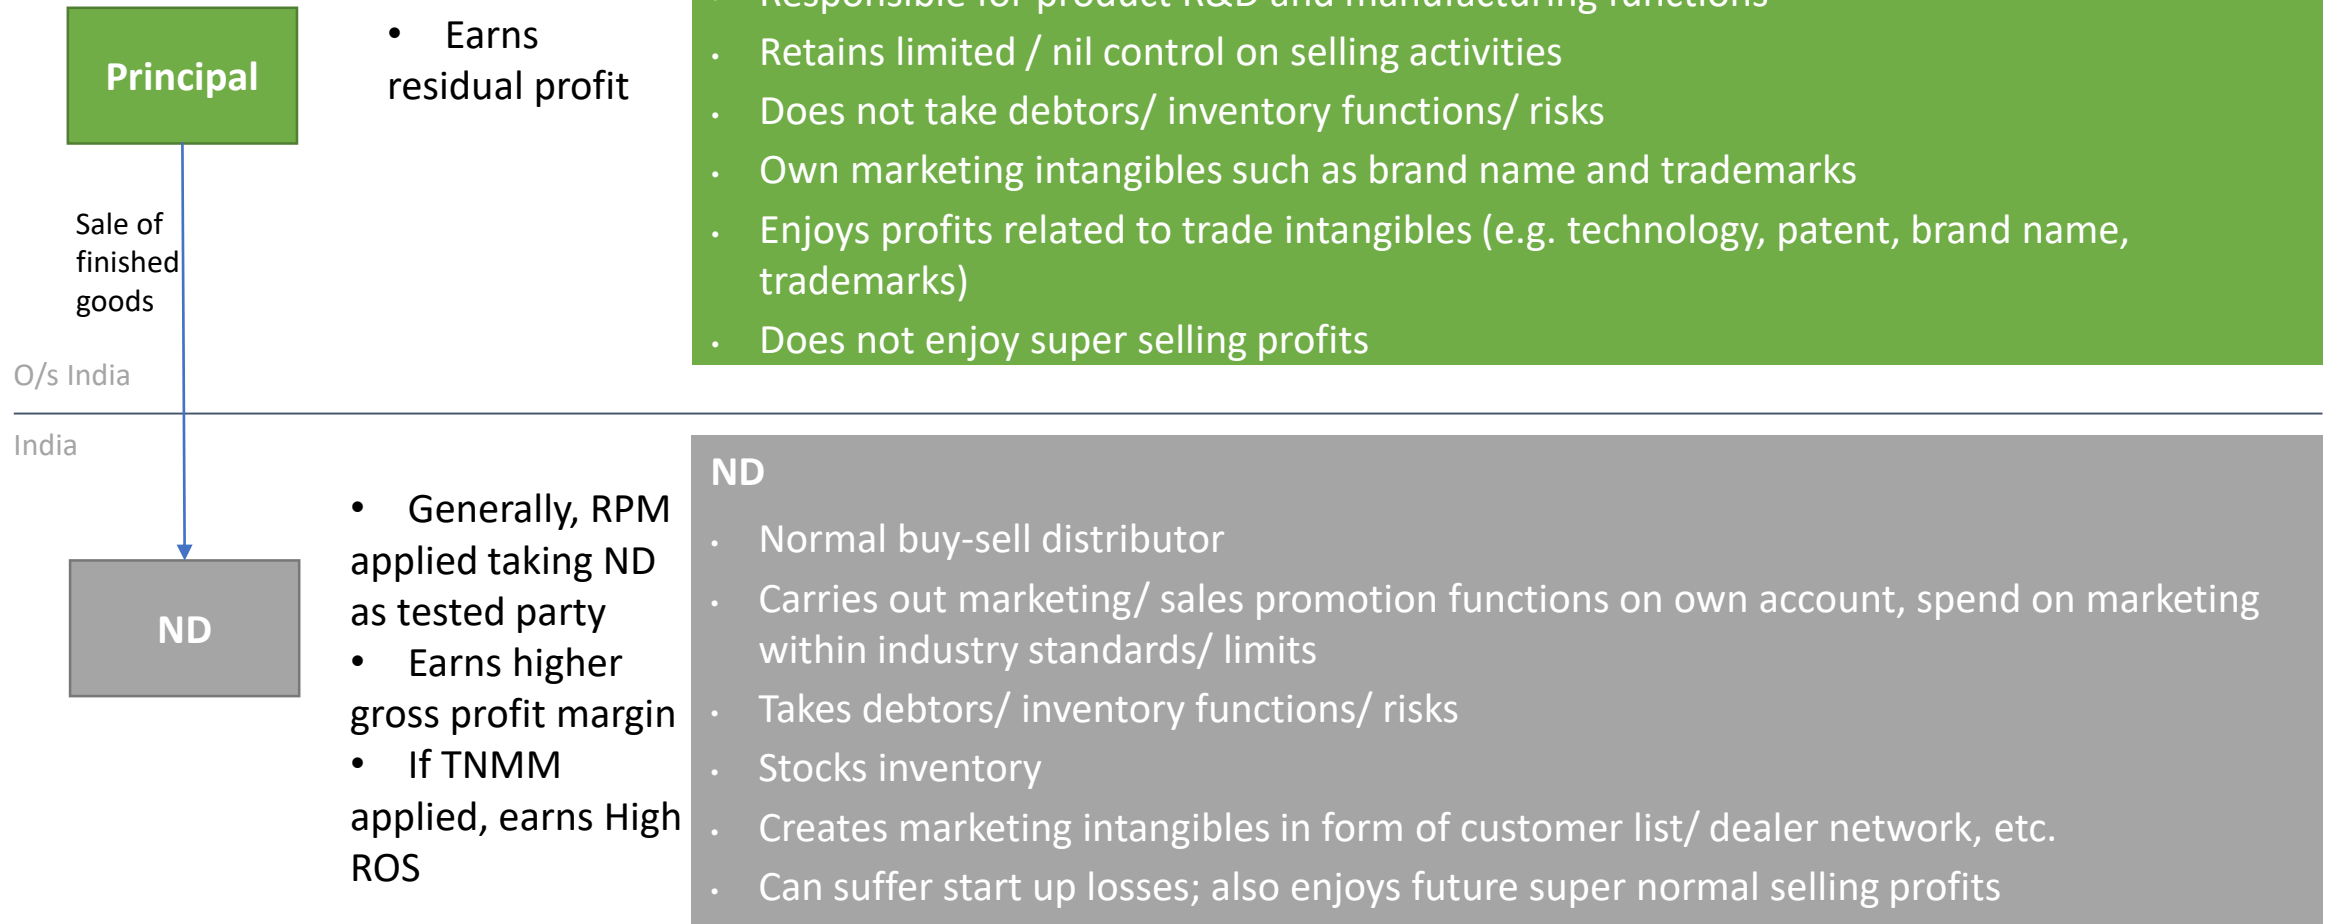 Responsible for product R&D and manufacturing functions
Principal
• Earns
residual profit
• Retains limited / nil control on selling activities
• Does not take debtors/ inventory functions/ risks
• Own marketing intangibles such as brand name and trademarks
• Enjoys profits related to trade intangibles (e.g. technology, patent, brand name,
trademarks)
• Does not enjoy super selling profits
Sale of
finished
goods
O/s India
India
ND
• Generally, RPM
applied taking ND
as tested party
• Earns higher
gross profit margin
• If TNMM
applied, earns High
ROS
ND
• Normal buy-sell distributor
• Carries out marketing/ sales promotion functions on own account, spend on marketing
within industry standards/ limits
• Takes debtors/ inventory functions/ risks
• Stocks inventory
• Creates marketing intangibles in form of customer list/ dealer network, etc.
• Can suffer start up losses; also enjoys future super normal selling profits